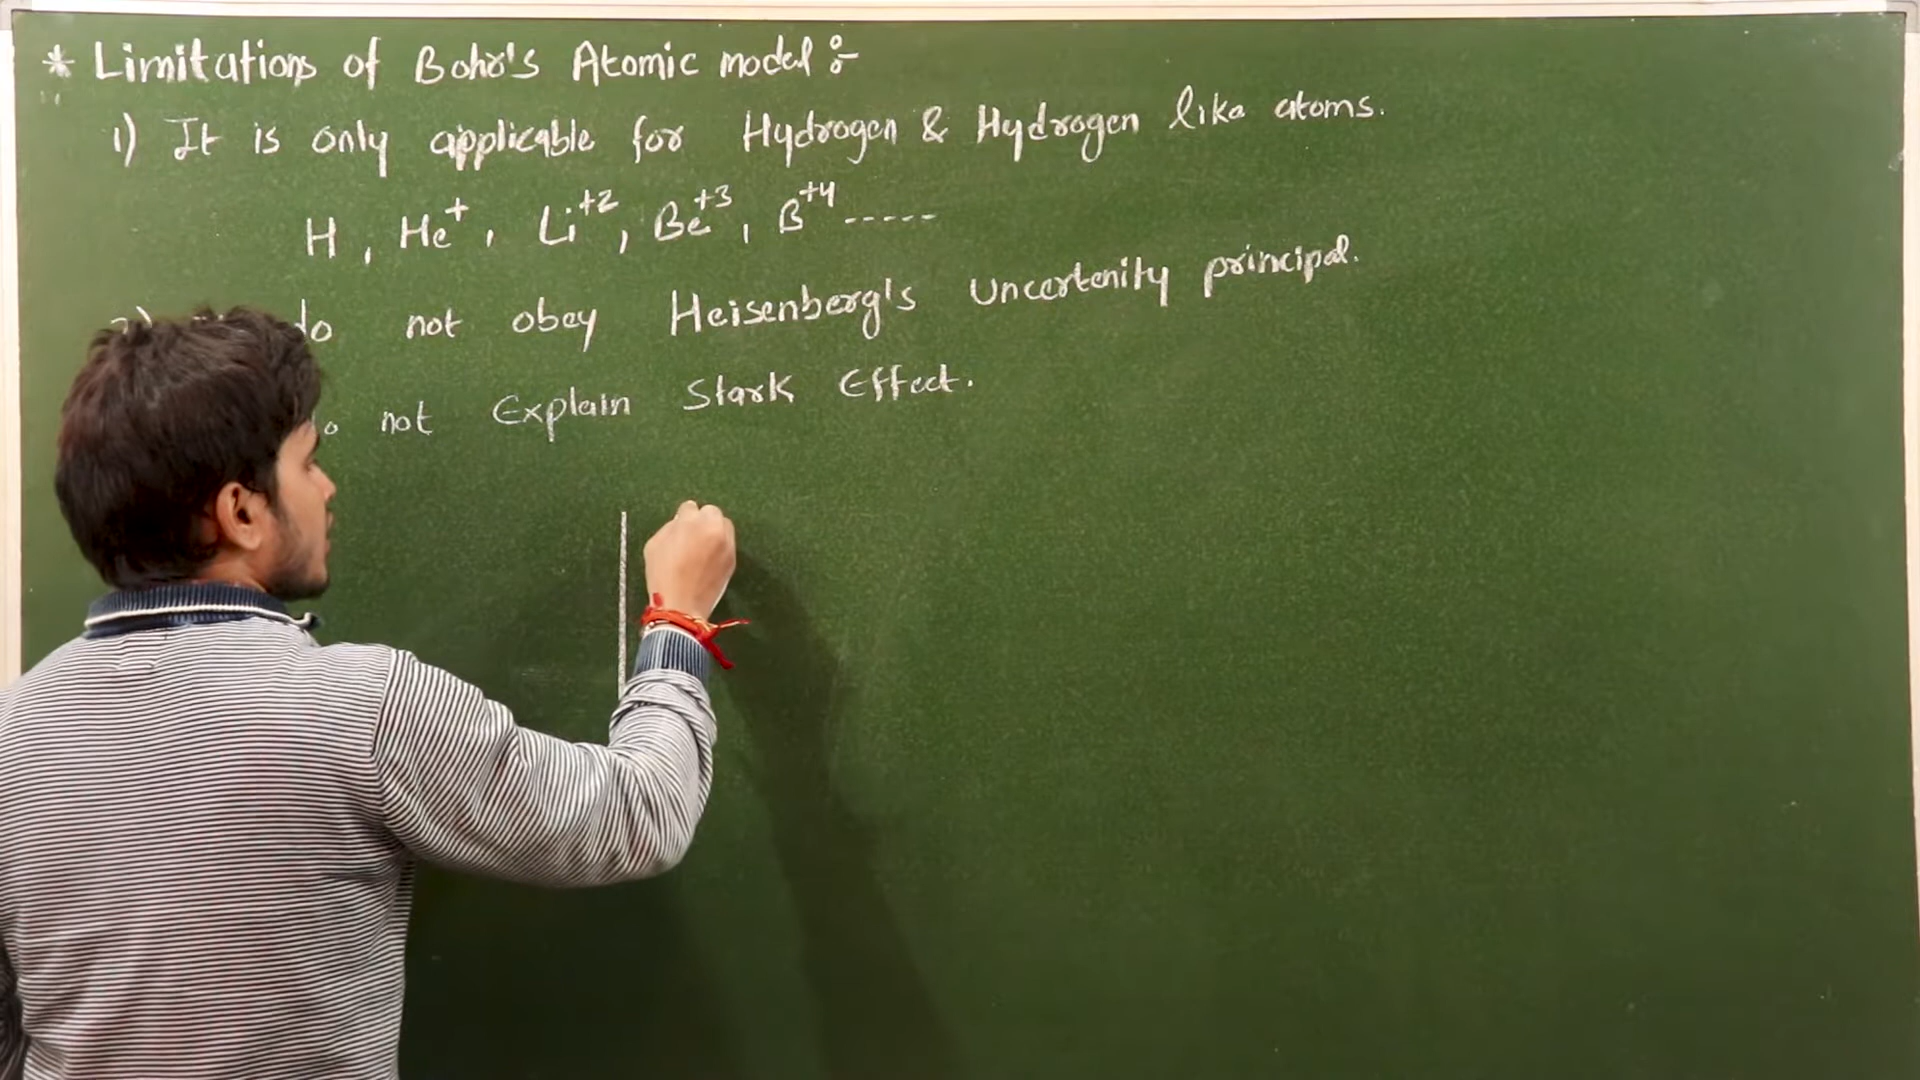 * Limitations of Bohr's Atomic model :-
1) It is only applicable for Hydrogen & Hydrogen like atoms.
H, He⁺, Li⁺², Be⁺³, B⁺⁴ -----
do not obey Heisenberg's Uncertenity principal.
not Explain Stark Effect.